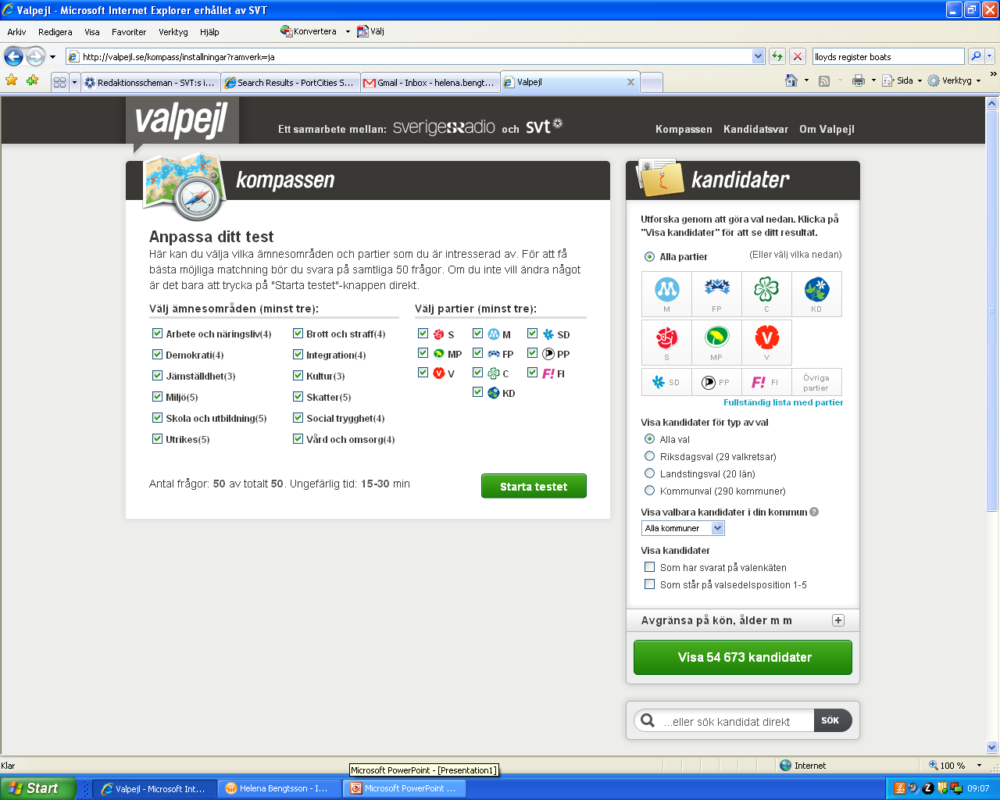 Valpejl - Microsoft Internet Explorer erhållet av SVT
Arkiv Redigera Visa Favoriter Verktyg Hjälp Konvertera Välj
http://valpejl.se/kompass/installningar?ramverk=ja
lloyds register boats
Redaktionsscheman - SVT:s i...
Search Results - PortCities S...
Gmail - Inbox - helena.bengt...
Valpejl
Sida Verktyg
valpejl
Ett samarbete mellan: sverigesradio och svt
Kompassen Kandidatsvar Om Valpejl
kompassen
Anpassa ditt test
Här kan du välja vilka ämnesområden och partier som du är intresserad av. För att få
bästa möjliga matchning bör du svara på samtliga 50 frågor. Om du inte vill ändra något
är det bara att trycka på "Starta testet"-knappen direkt.
Välj ämnesområden (minst tre):
Arbete och näringsliv(4) Brott och straff(4)
Demokrati(4) Integration(4)
Jämställdhet(3) Kultur(3)
Miljö(5) Skatter(5)
Skola och utbildning(5) Social trygghet(4)
Utrikes(5) Vård och omsorg(4)
Välj partier (minst tre):
S M SD
MP FP PP
V C F! FI
KD
Antal frågor: 50 av totalt 50. Ungefärlig tid: 15-30 min
Starta testet
kandidater
Utforska genom att göra val nedan. Klicka på
"Visa kandidater" för att se ditt resultat.
Alla partier (Eller välj vilka nedan)
M FP C KD
S MP V
SD PP F! FI Övriga
partier
Fullständig lista med partier
Visa kandidater för typ av val
Alla val
Riksdagsval (29 valkretsar)
Landstingsval (20 län)
Kommunval (290 kommuner)
Visa valbara kandidater i din kommun ?
Alla kommuner
Visa kandidater
Som har svarat på valenkäten
Som står på valsedelsposition 1-5
Avgränsa på kön, ålder m m
Visa 54 673 kandidater
...eller sök kandidat direkt SÖK
Klar Internet 100 %
Microsoft PowerPoint - [Presentation1]
Start Valpejl - Microsoft Int... Helena Bengtsson - I... Microsoft PowerPoint ... 09:07